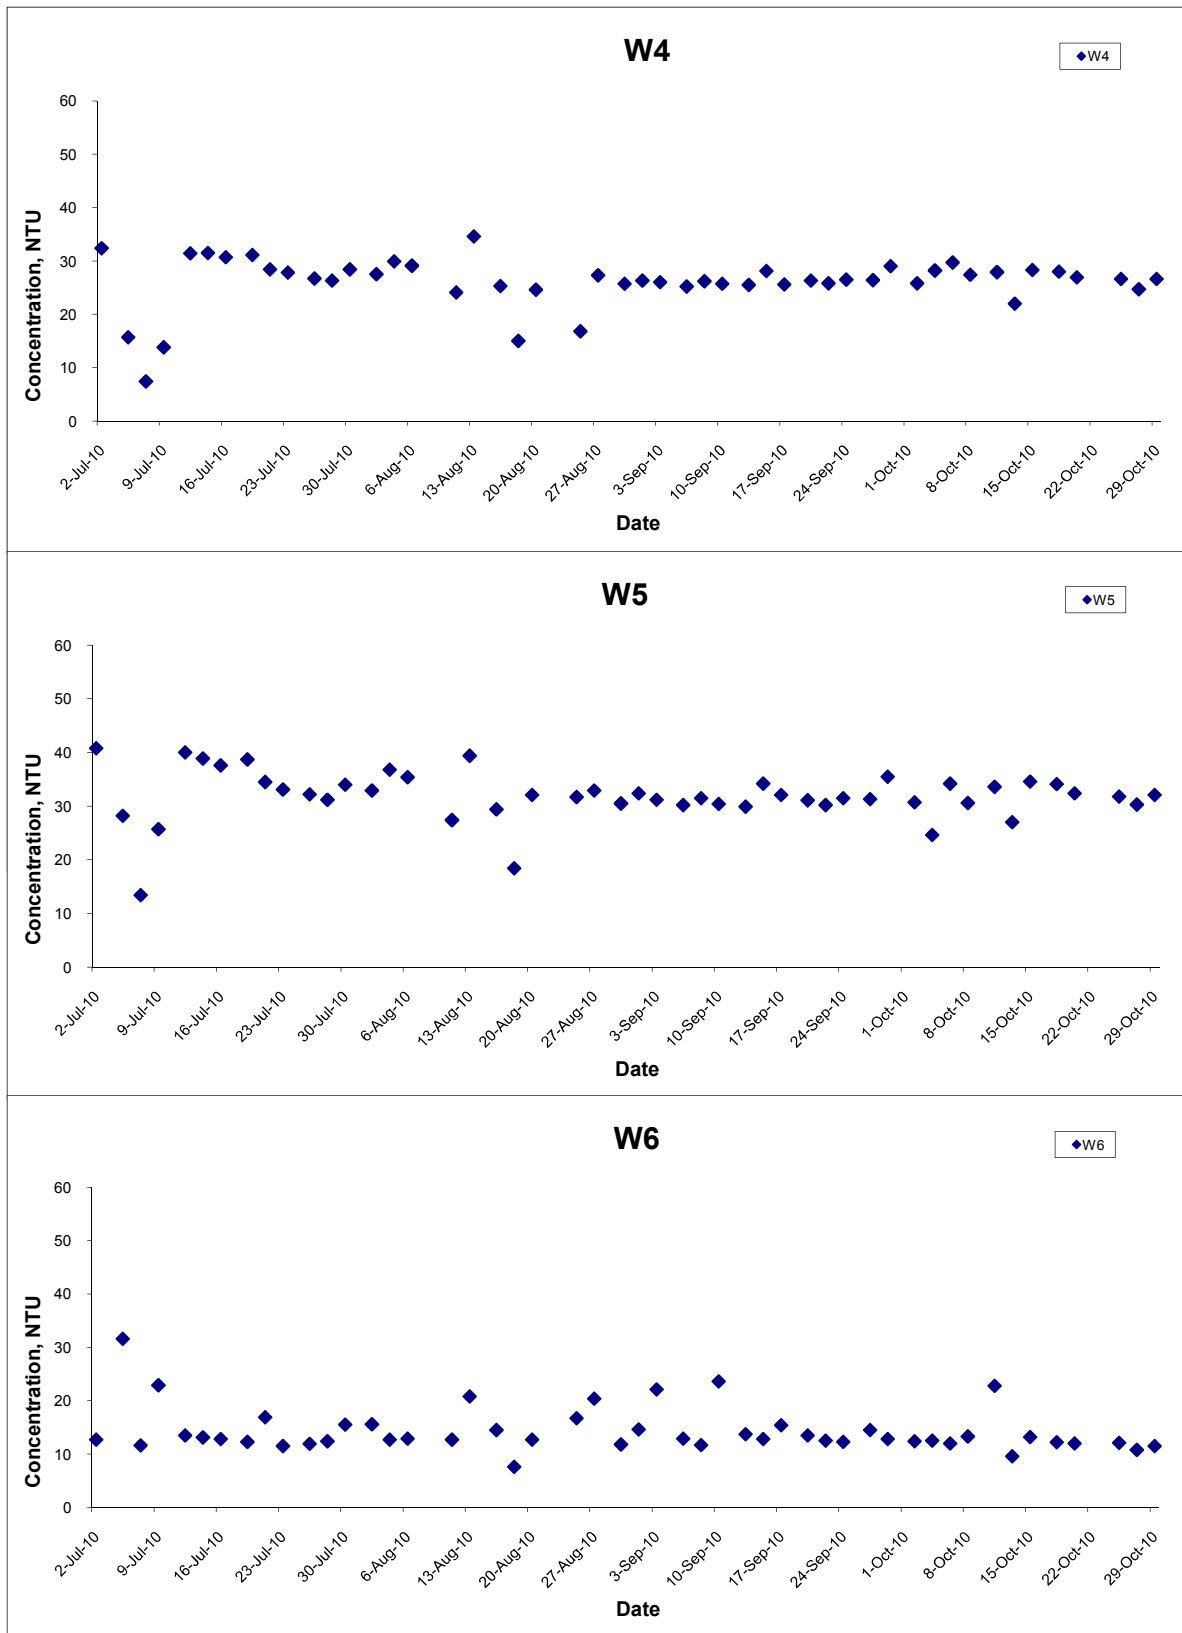 W4
W4
60
50
40
30
20
10
0
Concentration, NTU
2-Jul-10
9-Jul-10
16-Jul-10
23-Jul-10
30-Jul-10
6-Aug-10
13-Aug-10
20-Aug-10
27-Aug-10
3-Sep-10
10-Sep-10
17-Sep-10
24-Sep-10
1-Oct-10
8-Oct-10
15-Oct-10
22-Oct-10
29-Oct-10
Date
W5
W5
60
50
40
30
20
10
0
Concentration, NTU
2-Jul-10
9-Jul-10
16-Jul-10
23-Jul-10
30-Jul-10
6-Aug-10
13-Aug-10
20-Aug-10
27-Aug-10
3-Sep-10
10-Sep-10
17-Sep-10
24-Sep-10
1-Oct-10
8-Oct-10
15-Oct-10
22-Oct-10
29-Oct-10
Date
W6
W6
60
50
40
30
20
10
0
Concentration, NTU
2-Jul-10
9-Jul-10
16-Jul-10
23-Jul-10
30-Jul-10
6-Aug-10
13-Aug-10
20-Aug-10
27-Aug-10
3-Sep-10
10-Sep-10
17-Sep-10
24-Sep-10
1-Oct-10
8-Oct-10
15-Oct-10
22-Oct-10
29-Oct-10
Date